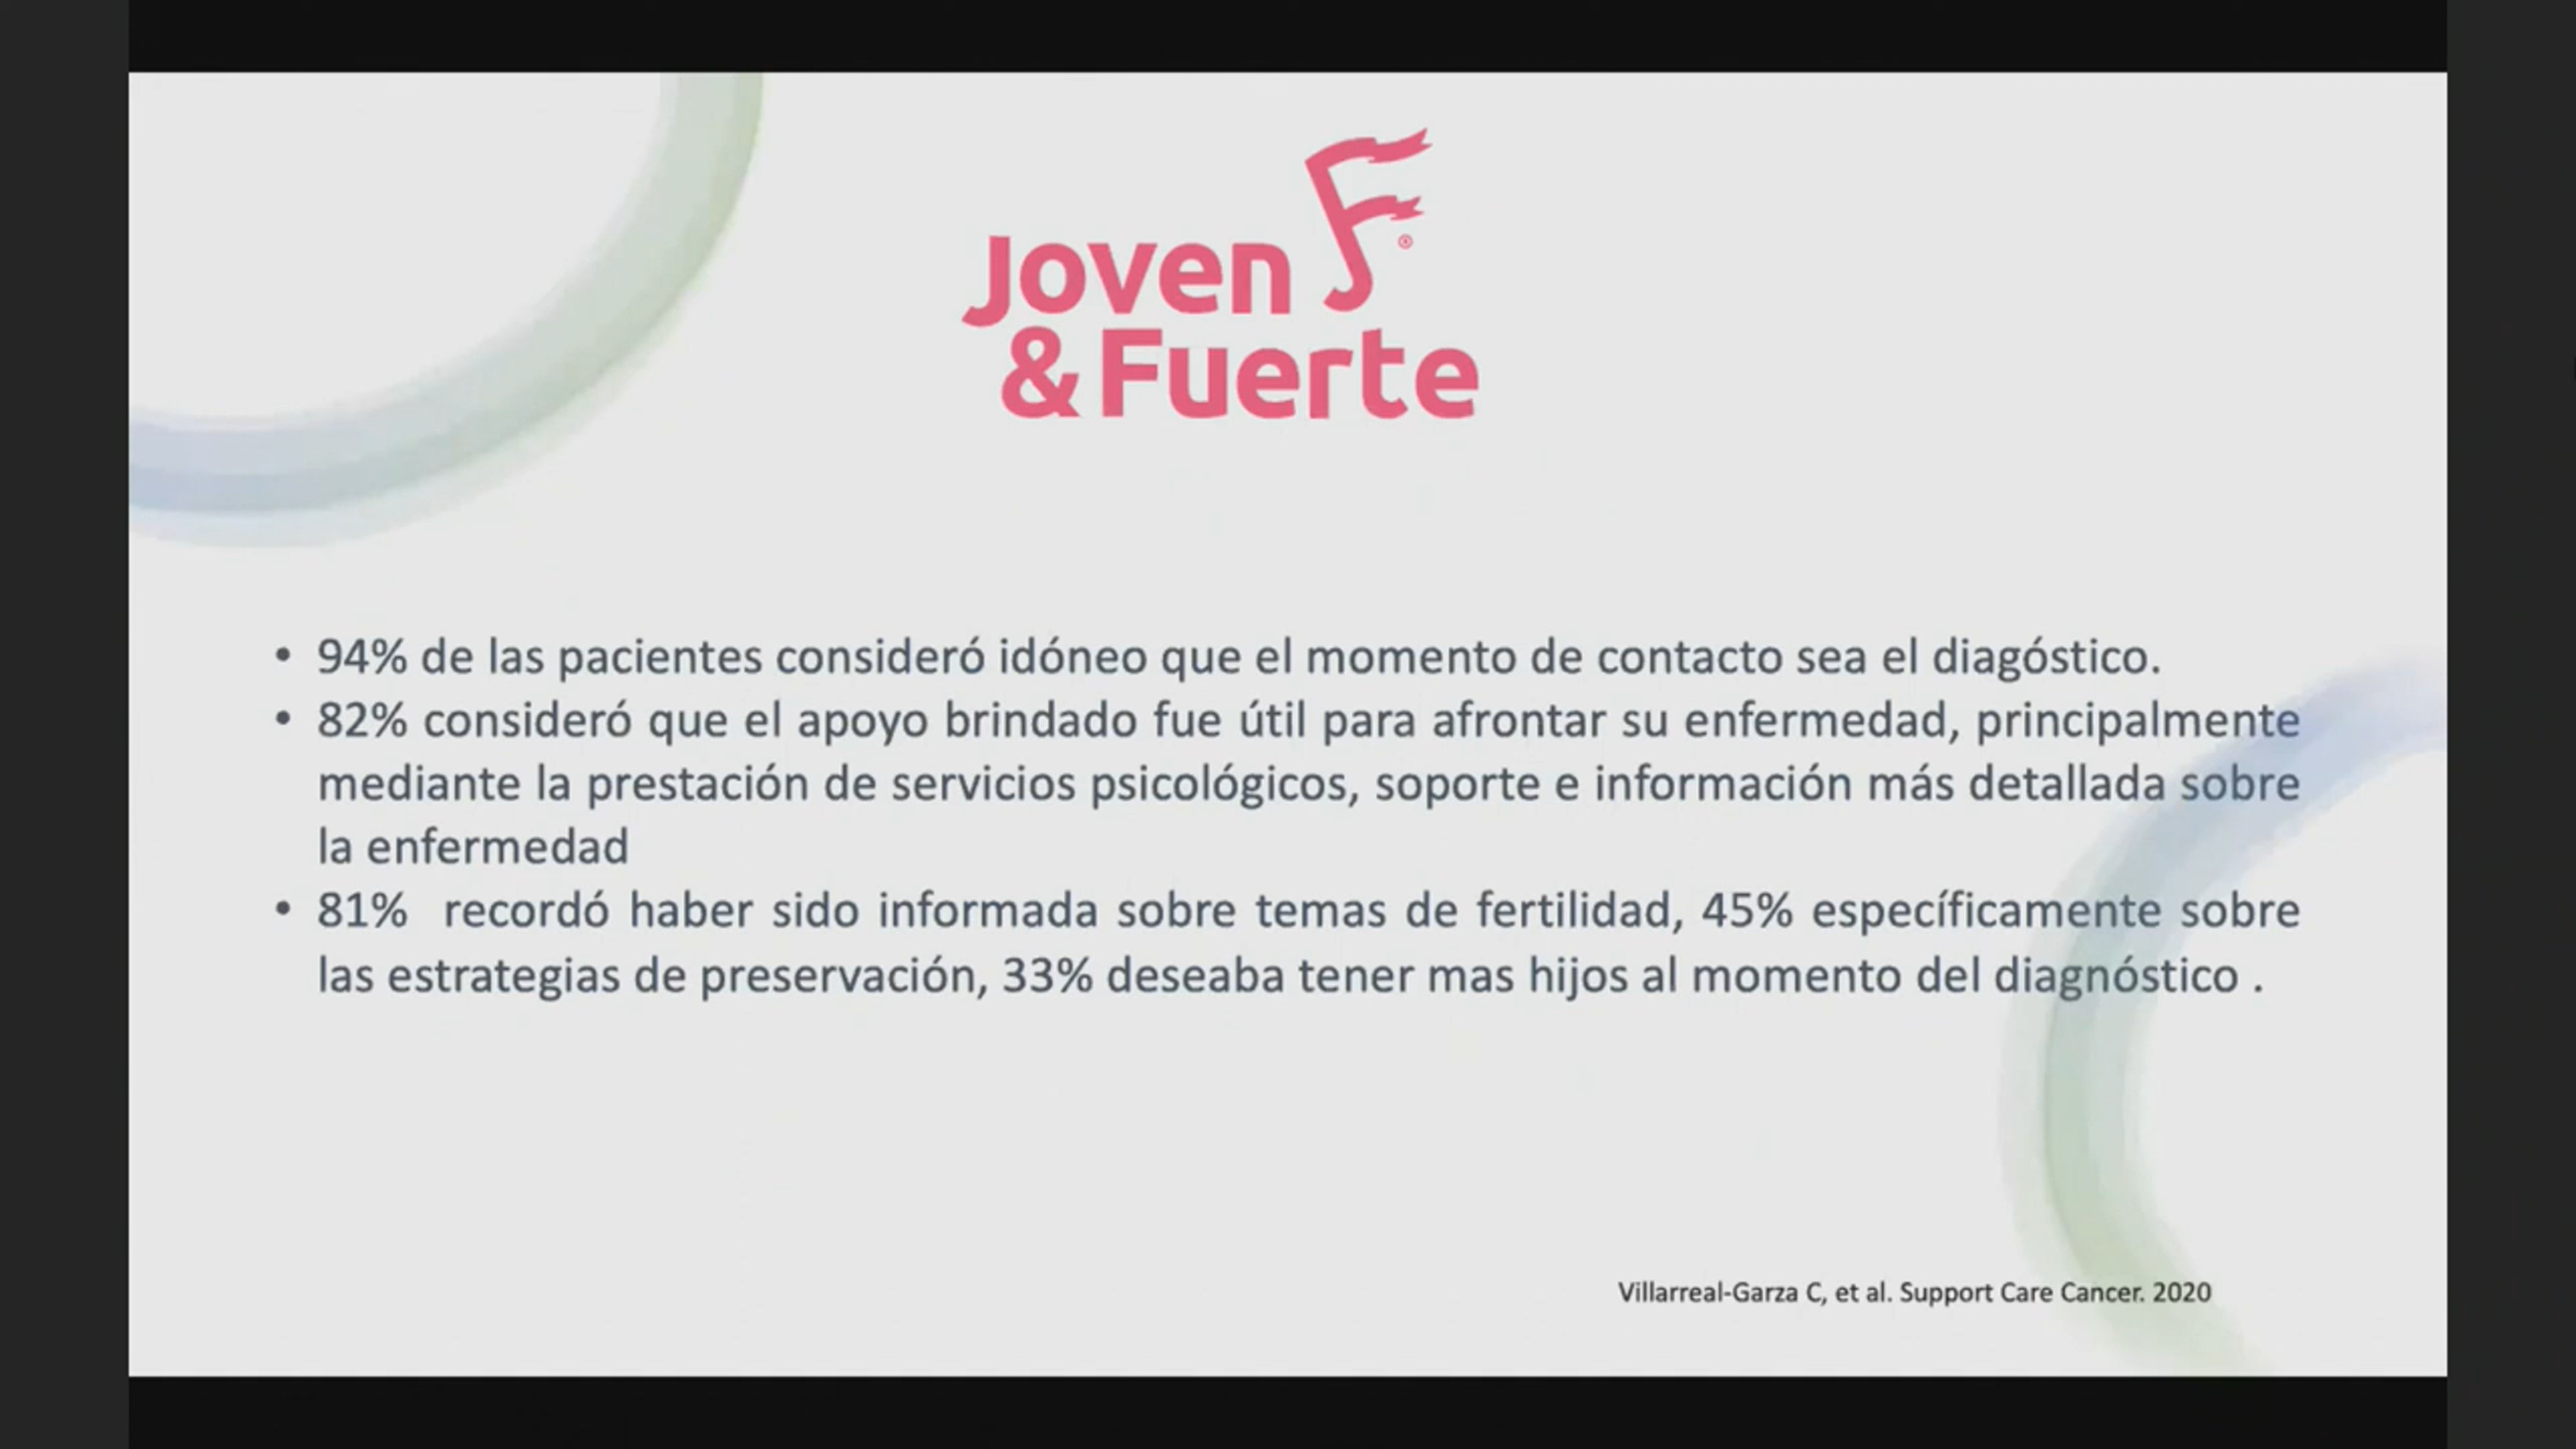 Joven F®
& Fuerte
• 94% de las pacientes consideró idóneo que el momento de contacto sea el diagóstico.
• 82% consideró que el apoyo brindado fue útil para afrontar su enfermedad, principalmente
mediante la prestación de servicios psicológicos, soporte e información más detallada sobre
la enfermedad
• 81% recordó haber sido informada sobre temas de fertilidad, 45% específicamente sobre
las estrategias de preservación, 33% deseaba tener mas hijos al momento del diagnóstico .
Villarreal-Garza C, et al. Support Care Cancer. 2020